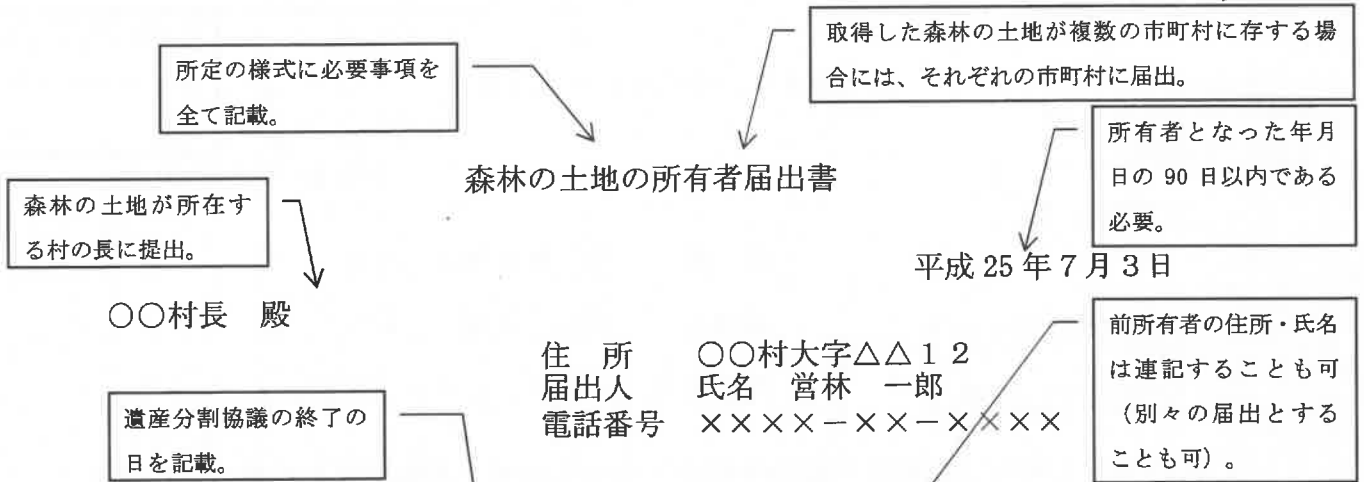 取得した森林の土地が複数の市町村に存する場
合には、それぞれの市町村に届出。
所定の様式に必要事項を
全て記載。
所有者となった年月
日の 90 日以内である
必要。
森林の土地の所有者届出書
森林の土地が所在す
る村の長に提出。
平成 25 年 7 月 3 日
○○村長　殿
前所有者の住所・氏名
は連記することも可
（別々の届出とする
ことも可）。
住　所　　○○村大字△△１２
届出人　　氏名　営林　一郎
電話番号　××××－××－××××
遺産分割協議の終了の
日を記載。